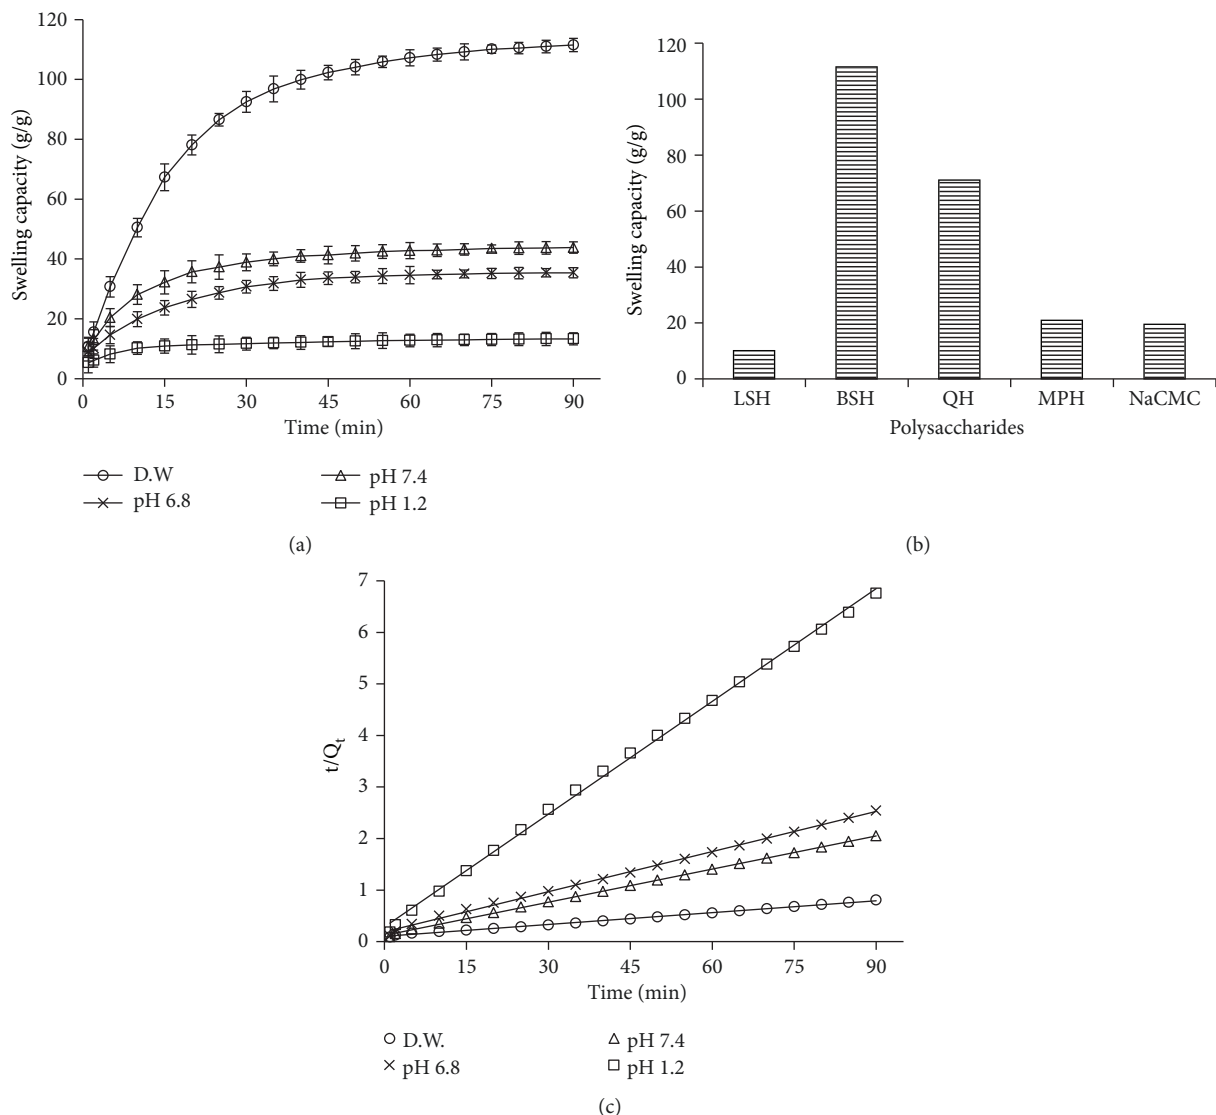 120
100
80
60
40
20
0
Swelling capacity (g/g)
0 15 30 45 60 75 90
Time (min)
D.W pH 7.4
pH 6.8 pH 1.2
(a)
120
100
80
60
40
20
0
Swelling capacity (g/g)
LSH BSH QH MPH NaCMC
Polysaccharides
(b)
7
6
5
4
3
2
1
0
t/Qt
0 15 30 45 60 75 90
Time (min)
D.W. pH 7.4
pH 6.8 pH 1.2
(c)